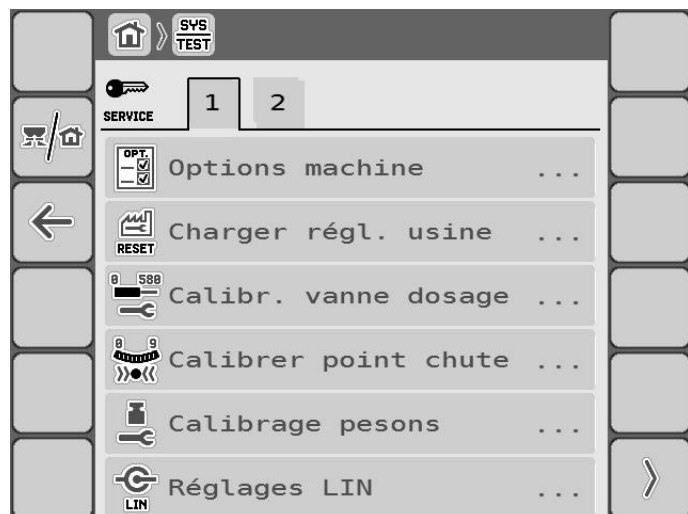 SYS
TEST
SERVICE
1 2
OPT.
Options machine ...
RESET
Charger régl. usine ...
0 580
Calibr. vanne dosage ...
0 9
Calibrer point chute ...
Calibrage pesons ...
LIN
Réglages LIN ...